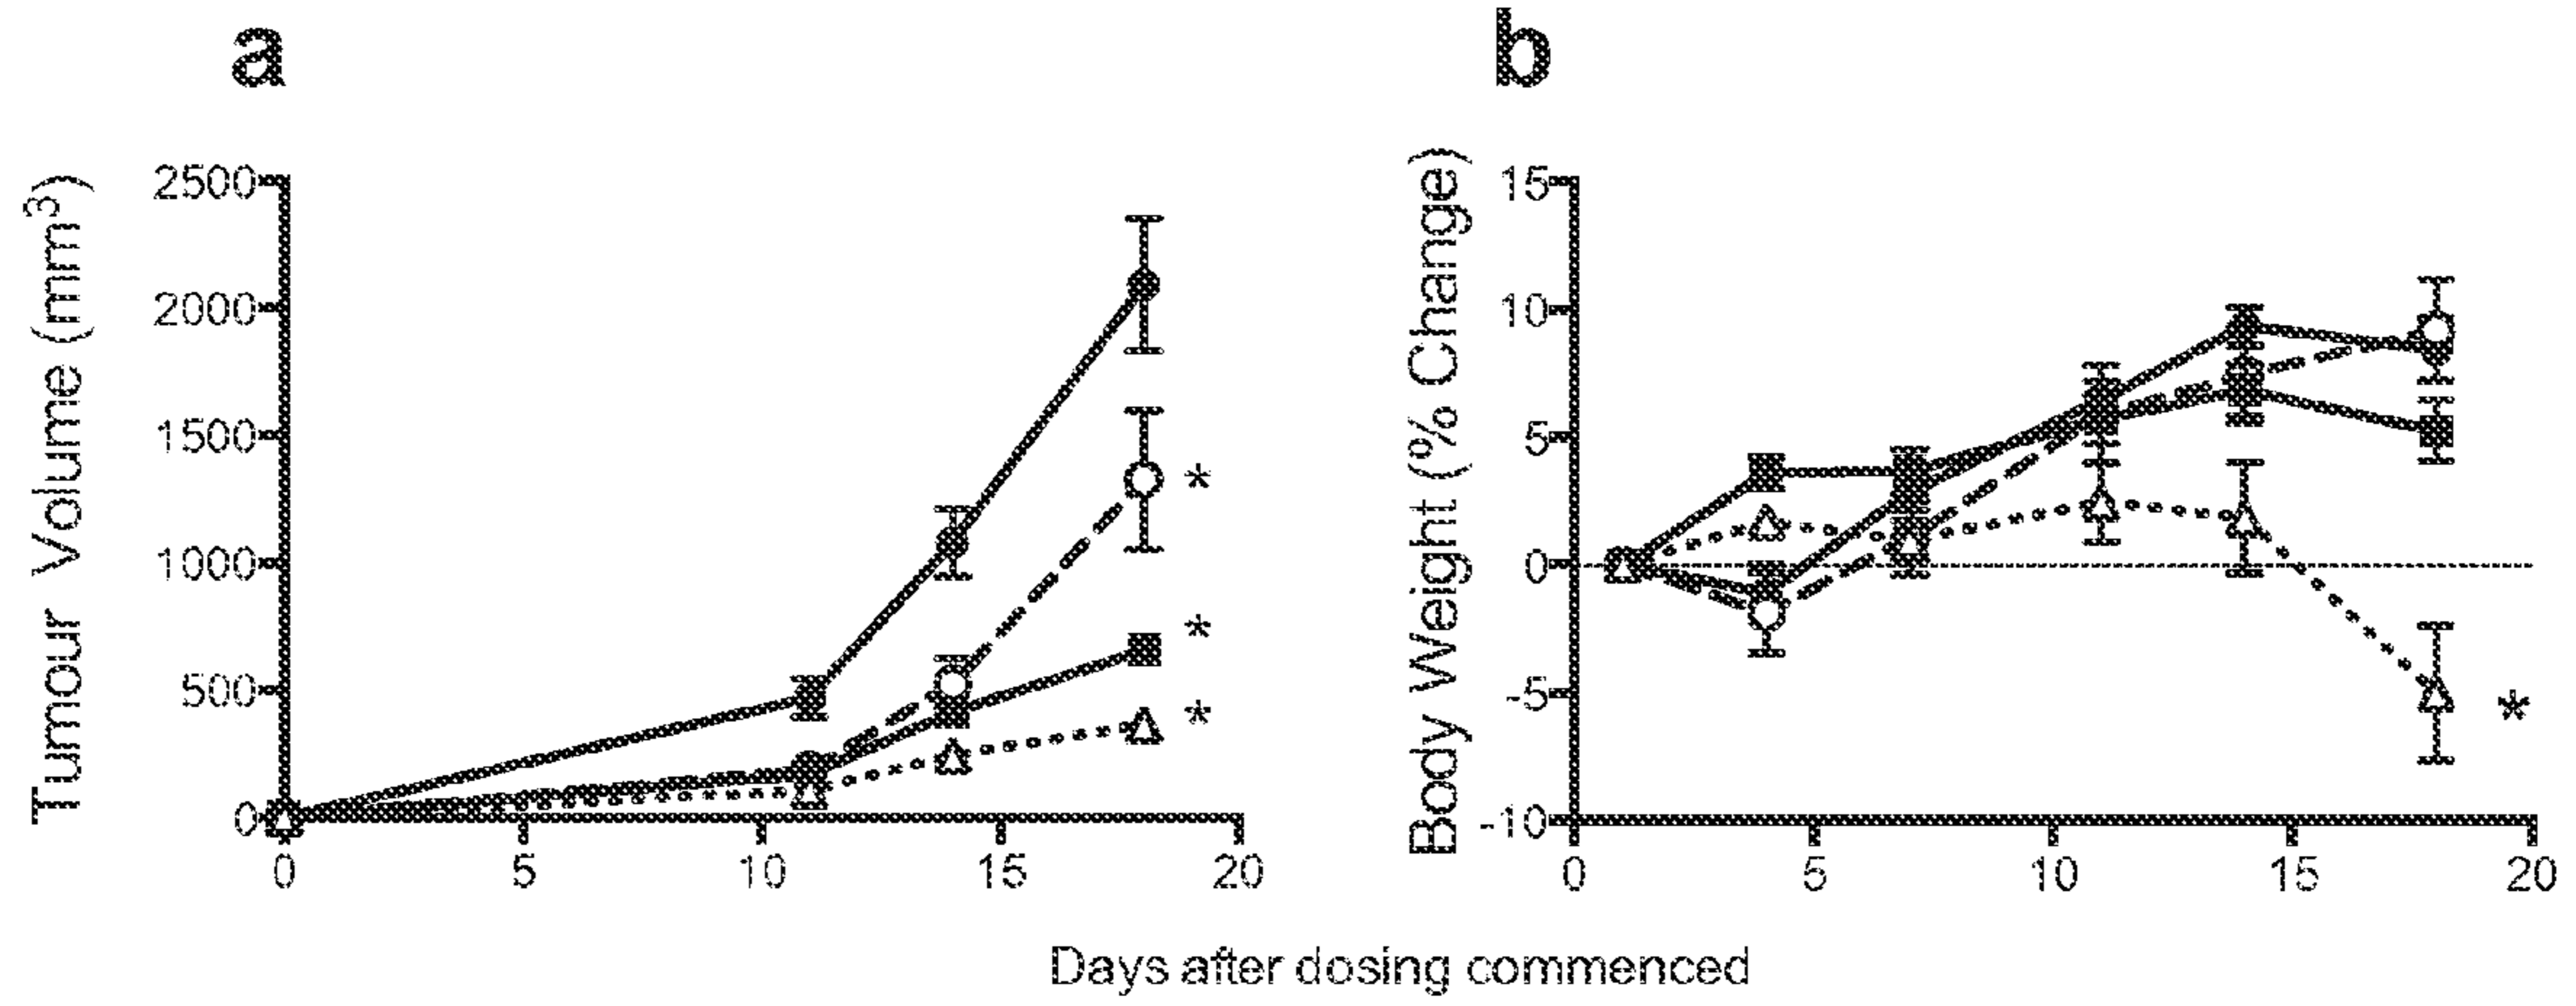 a
b
Tumour Volume (mm³)
2500
2000
1500
1000
500
0
0 5 10 15 20
*
*
*
Body Weight (% Change)
15
10
5
0
-5
-10
0 5 10 15 20
*
Days after dosing commenced